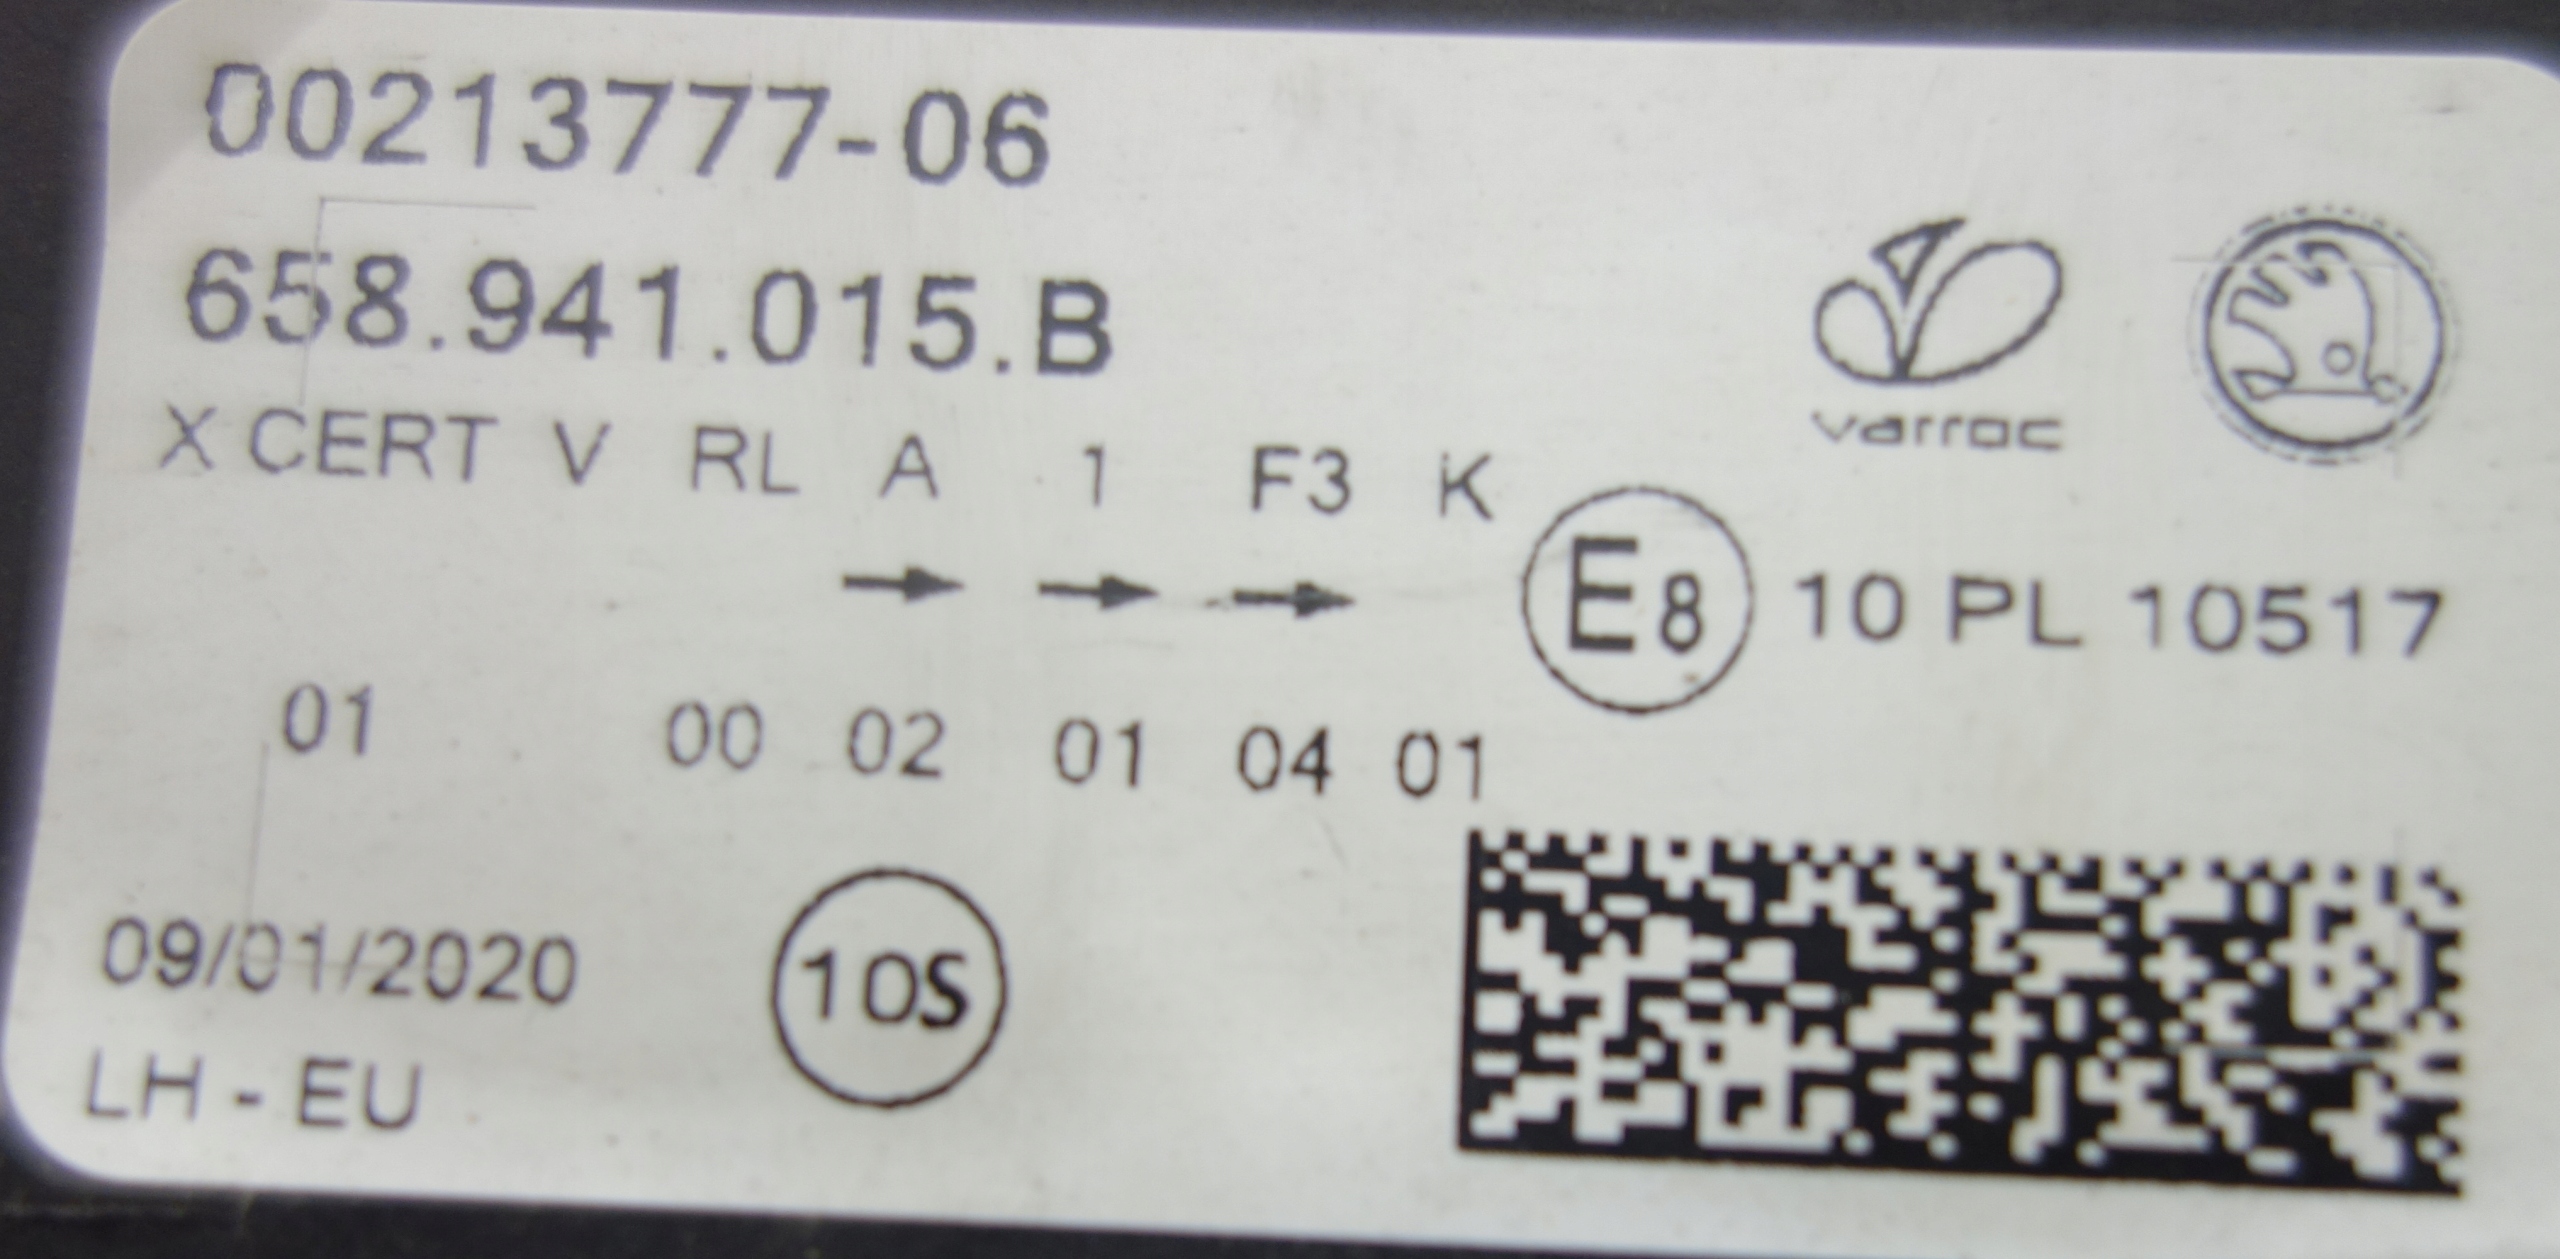 00213777-06
658.941.015.B
varroc
X CERT V RL A 1 F3 K
→ → →
E8 10 PL 10517
01 00 02 01 04 01
09/01/2020
10S
LH - EU